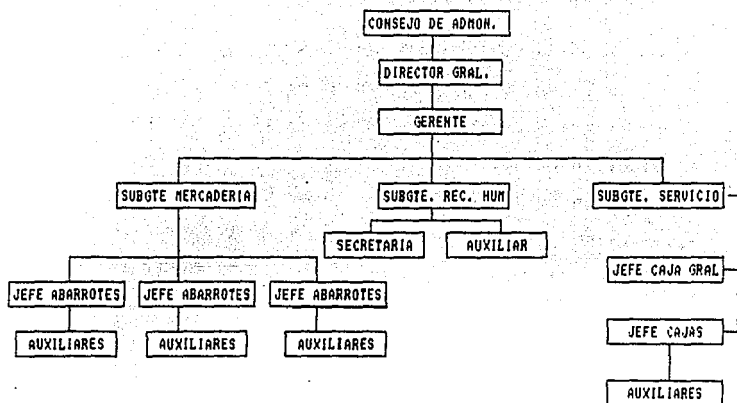 CONSEJO DE ADMON.
DIRECTOR GRAL.
GERENTE
SUBGTE MERCADERIA
SUBGTE. REC. HUM
SUBGTE. SERVICIO
SECRETARIA
AUXILIAR
JEFE CAJA GRAL
JEFE ABARROTES
JEFE ABARROTES
JEFE ABARROTES
JEFE CAJAS
AUXILIARES
AUXILIARES
AUXILIARES
AUXILIARES